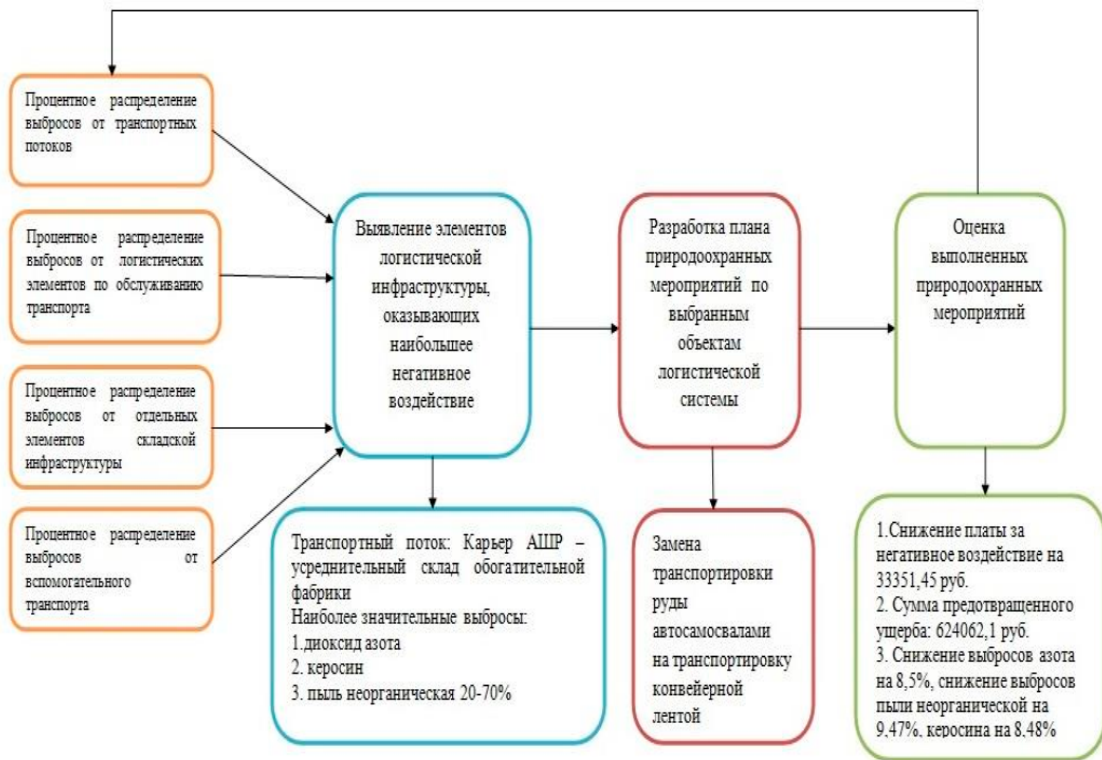 Процентное распределение
выбросов от транспортных
потоков
Процентное распределение
выбросов от логистических
элементов по обслуживанию
транспорта
Процентное распределение
выбросов от отдельных
элементов складской
инфраструктуры
Процентное распределение
выбросов от
вспомогательного
транспорта
Выявление элементов
логистической
инфраструктуры,
оказывающих
наибольшее
негативное
воздействие
Разработка плана
природоохранных
мероприятий по
выбранным
объектам
логистической
системы
Оценка
выполненных
природоохранных
мероприятий
Транспортный поток: Карьер АШР –
усреднительный склад обогатительной
фабрики
Наиболее значительные выбросы:
1.диоксид азота
2. керосин
3. пыль неорганическая 20-70%
Замена
транспортировки
руды
автосамосвалами
на транспортировку
конвейерной
лентой
1.Снижение платы за
негативное воздействие на
33351,45 руб.
2. Сумма предотвращенного
ущерба: 624062,1 руб.
3. Снижение выбросов азота
на 8,5%, снижение выбросов
пыли неорганической на
9,47%, керосина на 8,48%